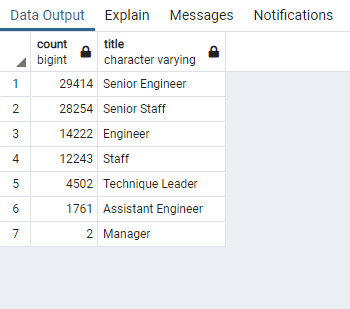 Data Output Explain Messages Notifications
count title
bigint character varying
1 29414 Senior Engineer
2 28254 Senior Staff
3 14222 Engineer
4 12243 Staff
5 4502 Technique Leader
6 1761 Assistant Engineer
7 2 Manager